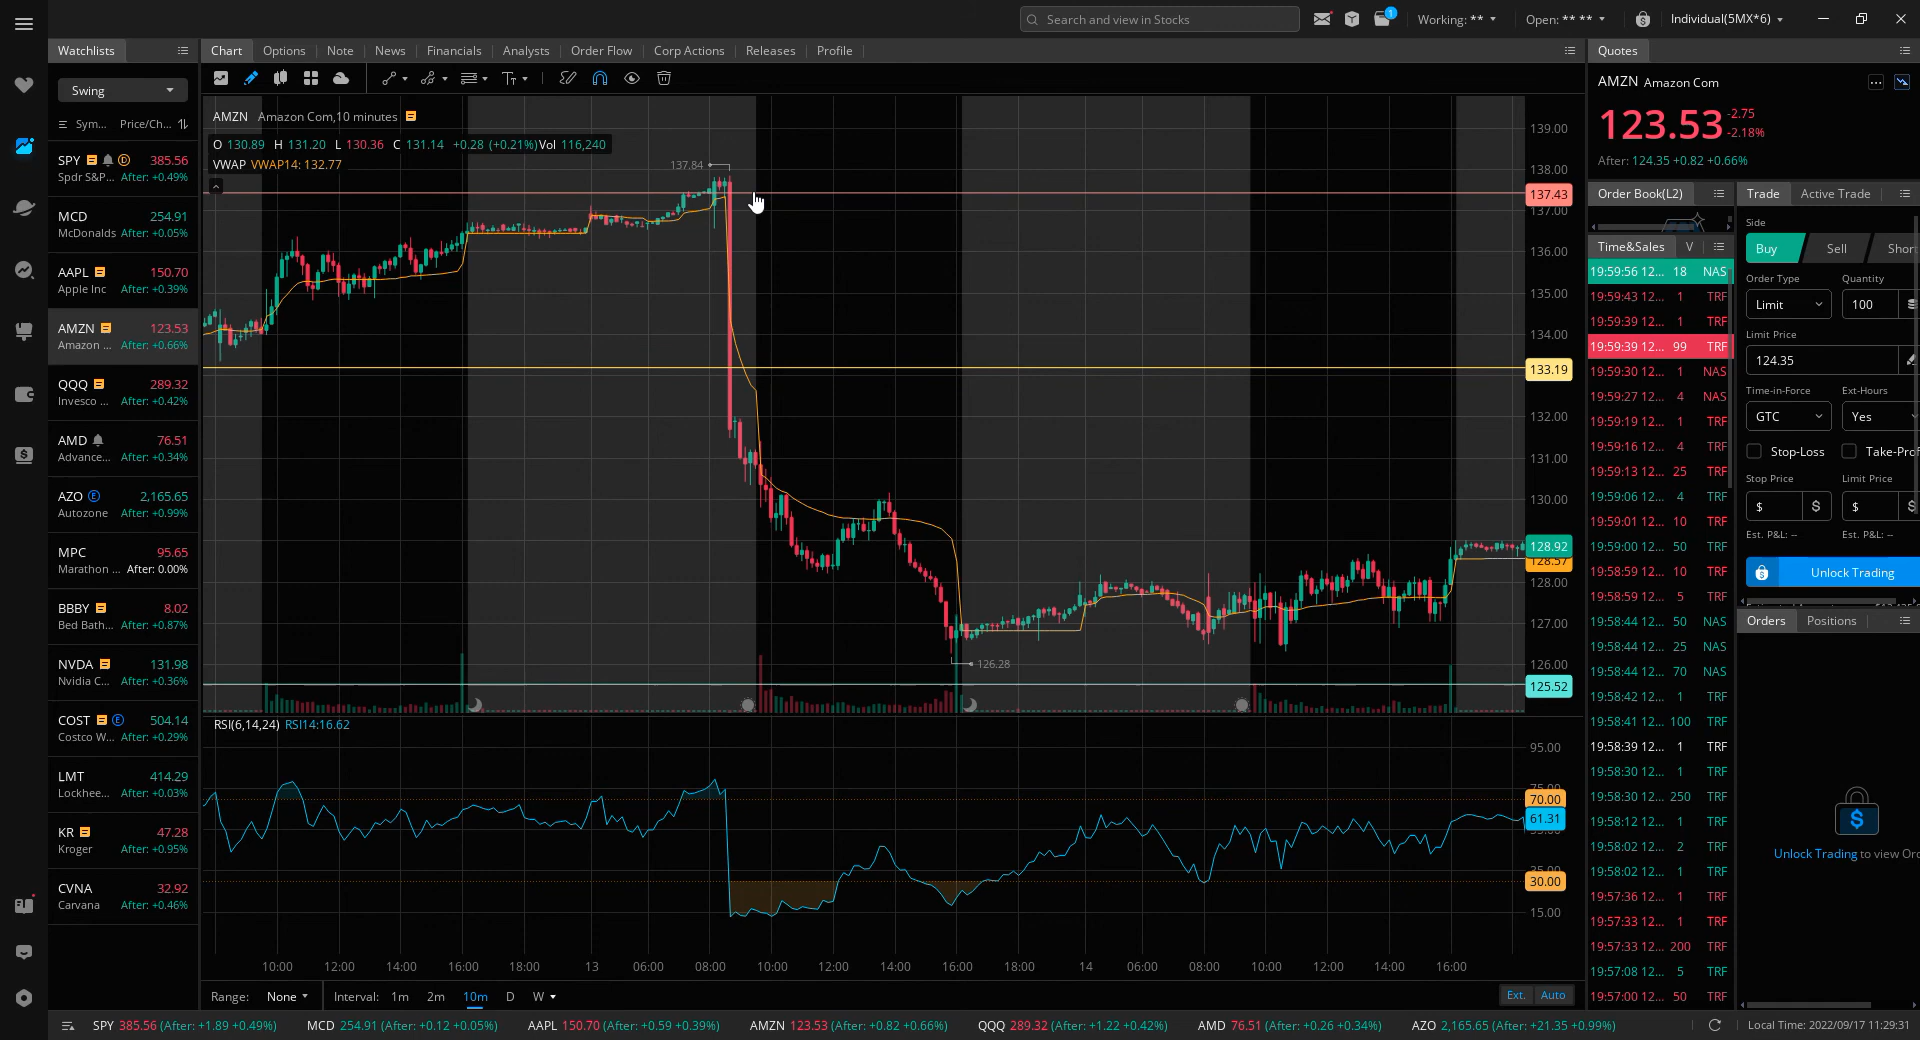 Search and view in Stocks
1
Working: ** 
Open: ** **
Individual(5MX*6)
Watchlists
Chart Options Note News Financials Analysts Order Flow Corp Actions Releases Profile
Quotes
Swing
Sym... Price/Ch...
SPY 385.56
Spdr S&P... After: +0.49%
MCD 254.91
McDonalds After: +0.05%
AAPL 150.70
Apple Inc After: +0.39%
AMZN 123.53
Amazon ... After: +0.66%
QQQ 289.32
Invesco ... After: +0.42%
AMD 76.51
Advance... After: +0.34%
AZO E 2,165.65
Autozone After: +0.99%
MPC 95.65
Marathon ... After: 0.00%
BBBY 8.02
Bed Bath... After: +0.87%
NVDA 131.98
Nvidia C... After: +0.36%
COST E 504.14
Costco W... After: +0.29%
LMT 414.29
Lockhee... After: +0.03%
KR 47.28
Kroger After: +0.95%
CVNA 32.92
Carvana After: +0.46%
AMZN Amazon Com,10 minutes
O 130.89 H 131.20 L 130.36 C 131.14 +0.28 (+0.21%)Vol 116,240
VWAP VWAP14: 132.77
137.84
126.28
139.00
138.00
137.43
137.00
136.00
135.00
134.00
133.19
132.00
131.00
130.00
128.92
128.57
128.00
127.00
126.00
125.52
RSI(6,14,24) RSI14:16.62
95.00
75.00
70.00
61.31
55.00
35.00
30.00
15.00
10:00 12:00 14:00 16:00 18:00 13 06:00 08:00 10:00 12:00 14:00 16:00 18:00 14 06:00 08:00 10:00 12:00 14:00 16:00
Range: None Interval: 1m 2m 10m D W
Ext. Auto
AMZN Amazon Com
123.53 -2.75
-2.18%
After: 124.35 +0.82 +0.66%
Order Book(L2)
Time&Sales V
19:59:56 12... 18 NAS
19:59:43 12... 1 TRF
19:59:39 12... 1 TRF
19:59:39 12... 99 TRF
19:59:30 12... 1 NAS
19:59:27 12... 4 NAS
19:59:19 12... 1 TRF
19:59:16 12... 4 TRF
19:59:13 12... 25 TRF
19:59:06 12... 4 TRF
19:59:01 12... 10 TRF
19:59:00 12... 50 TRF
19:58:59 12... 10 TRF
19:58:59 12... 5 TRF
19:58:44 12... 50 NAS
19:58:44 12... 25 NAS
19:58:44 12... 70 NAS
19:58:42 12... 1 TRF
19:58:41 12... 100 TRF
19:58:39 12... 1 TRF
19:58:30 12... 1 TRF
19:58:30 12... 250 TRF
19:58:12 12... 1 TRF
19:58:02 12... 2 TRF
19:58:02 12... 1 TRF
19:57:36 12... 1 TRF
19:57:33 12... 1 TRF
19:57:33 12... 200 TRF
19:57:08 12... 5 TRF
19:57:00 12... 50 TRF
Trade Active Trade
Side
Buy Sell Shor
Order Type Quantity
Limit 100
Limit Price
124.35
Time-in-Force Ext-Hours
GTC Yes
Stop-Loss Take-Prof
Stop Price Limit Price
$ $ $ $
Est. P&L: -- Est. P&L: --
Unlock Trading
Orders Positions
Unlock Trading to view Orc
SPY 385.56 (After: +1.89 +0.49%) MCD 254.91 (After: +0.12 +0.05%) AAPL 150.70 (After: +0.59 +0.39%) AMZN 123.53 (After: +0.82 +0.66%) QQQ 289.32 (After: +1.22 +0.42%) AMD 76.51 (After: +0.26 +0.34%) AZO 2,165.65 (After: +21.35 +0.99%) Local Time: 2022/09/17 11:29:31